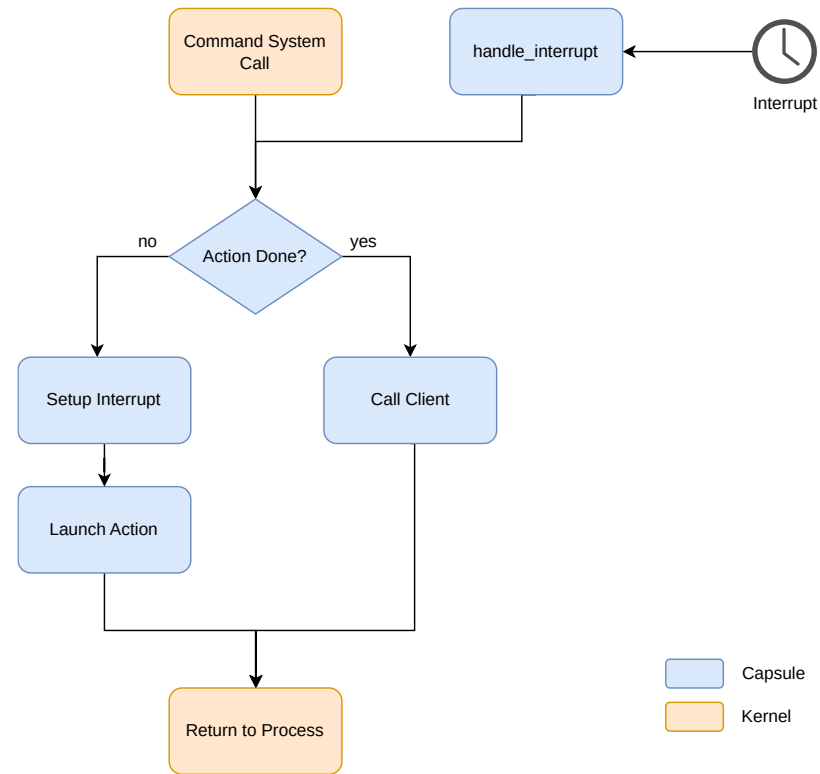 Command System
Call
handle_interrupt
Interrupt
no
yes
Action Done?
Setup Interrupt
Call Client
Launch Action
Return to Process
Capsule
Kernel